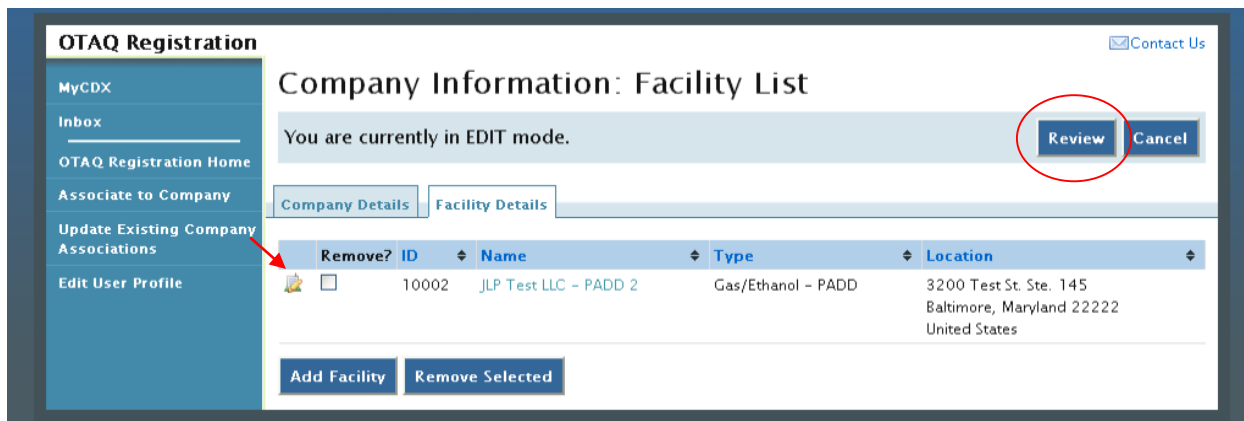 OTAQ Registration
Contact Us
MyCDX
Inbox
OTAQ Registration Home
Associate to Company
Update Existing Company
Associations
Edit User Profile
Company Information: Facility List
You are currently in EDIT mode.
Review Cancel
Company Details Facility Details
Remove? ID Name Type Location
10002 JLP Test LLC – PADD 2 Gas/Ethanol – PADD 3200 Test St. Ste. 145
Baltimore, Maryland 22222
United States
Add Facility Remove Selected